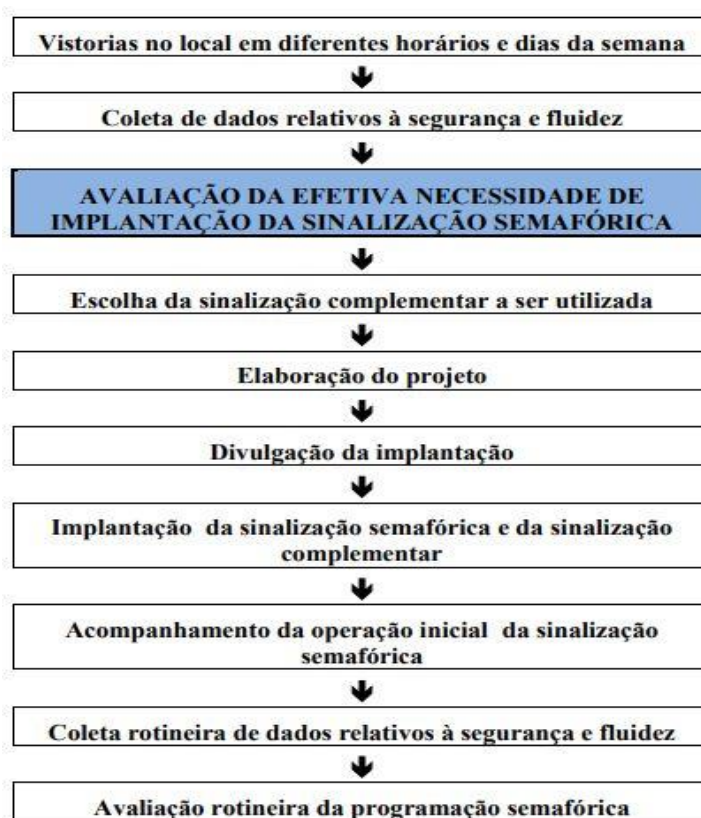 Vistorias no local em diferentes horários e dias da semana
Coleta de dados relativos à segurança e fluidez
AVALIAÇÃO DA EFETIVA NECESSIDADE DE
IMPLANTAÇÃO DA SINALIZAÇÃO SEMAFÓRICA
Escolha da sinalização complementar a ser utilizada
Elaboração do projeto
Divulgação da implantação
Implantação da sinalização semafórica e da sinalização
complementar
Acompanhamento da operação inicial da sinalização
semafórica
Coleta rotineira de dados relativos à segurança e fluidez
Avaliação rotineira da programação semafórica